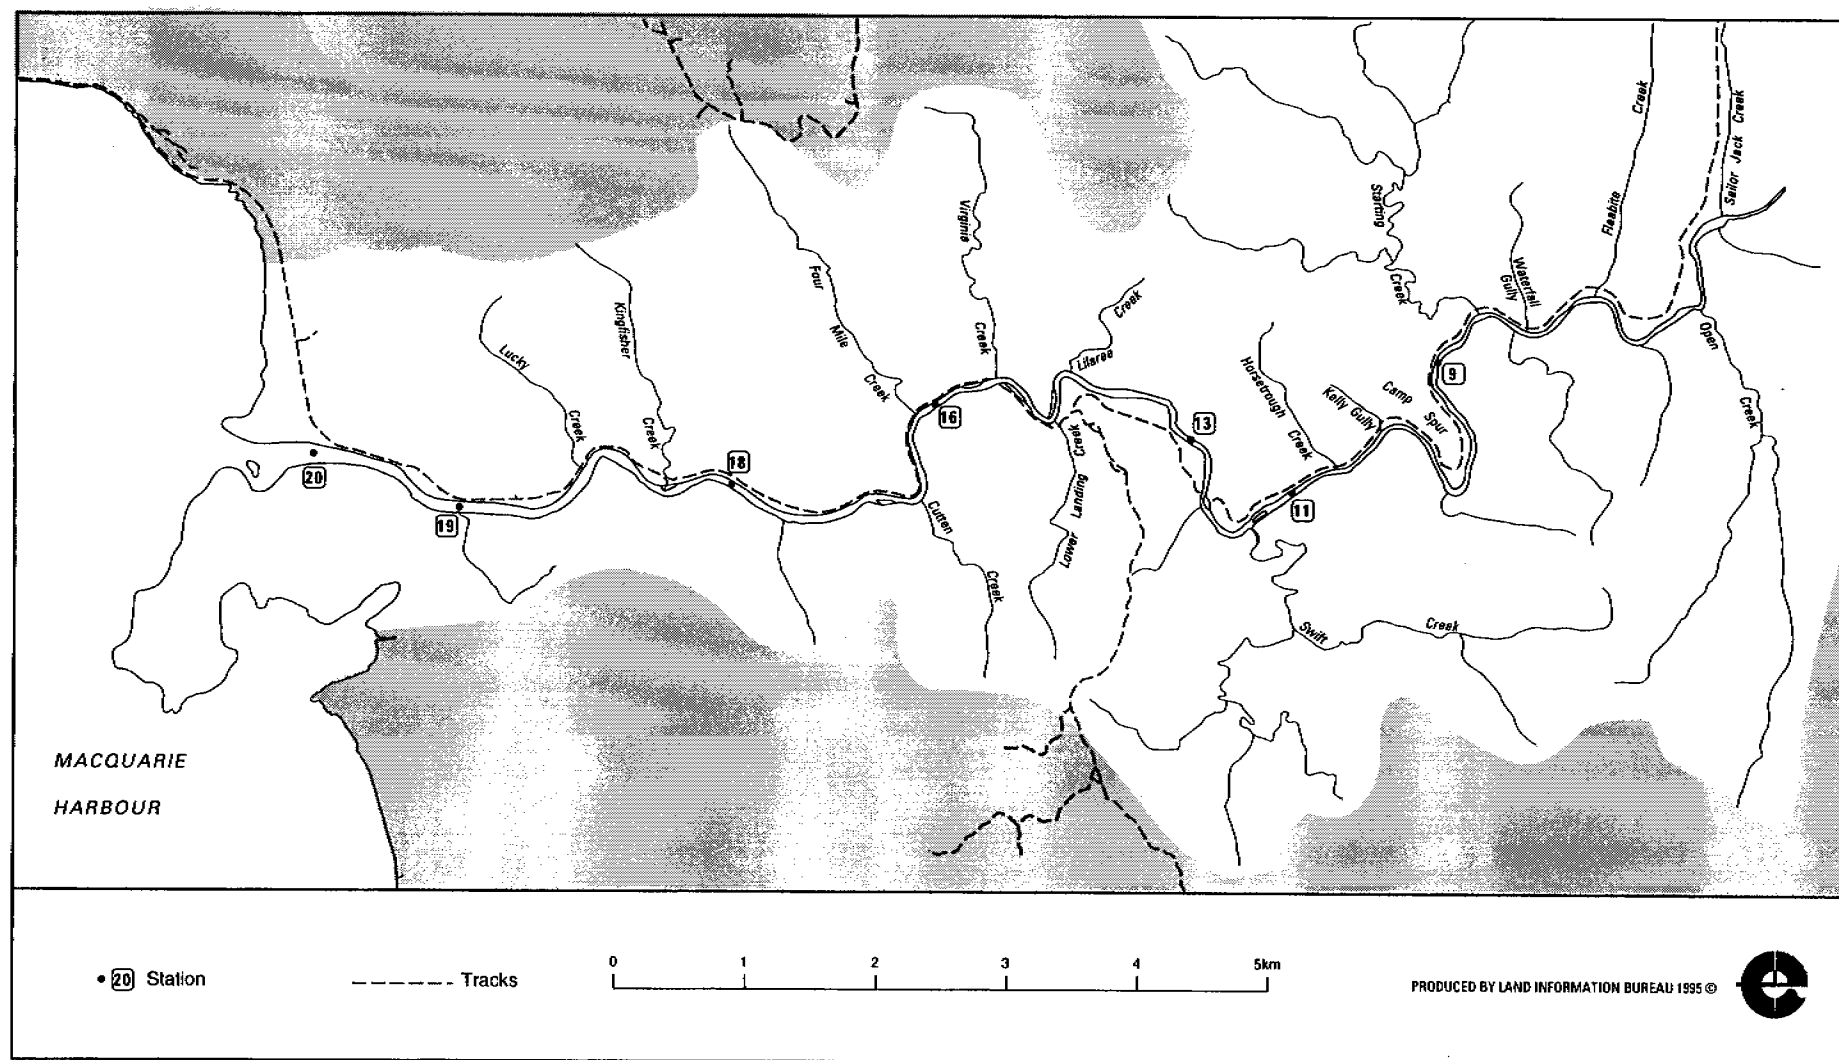 Starting
Creek
Fleabite
Creek
Sailor Jack Creek
Waterfall
Gully
Open
Creek
Virginia
Creek
Four
Mile
Creek
Kingfisher
Creek
Lucky
Creek
Lilaree
Creek
Horsetrough
Creek
Kelly Gully
Camp
Spur
9
13
16
18
11
20
19
Cutten
Creek
Lower
Landing
Creek
Swift
Creek
MACQUARIE
HARBOUR
20 Station
Tracks
0 1 2 3 4 5km
PRODUCED BY LAND INFORMATION BUREAU 1995 ©